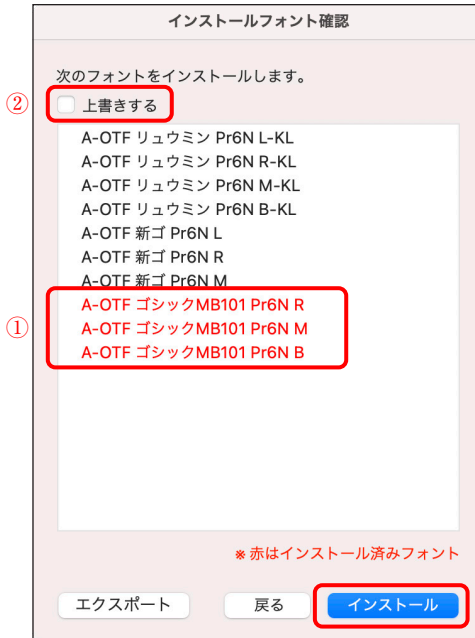 インストールフォント確認
次のフォントをインストールします。
② 上書きする
A-OTF リュウミン Pr6N L-KL
A-OTF リュウミン Pr6N R-KL
A-OTF リュウミン Pr6N M-KL
A-OTF リュウミン Pr6N B-KL
A-OTF 新ゴ Pr6N L
A-OTF 新ゴ Pr6N R
A-OTF 新ゴ Pr6N M
A-OTF ゴシックMB101 Pr6N R
① A-OTF ゴシックMB101 Pr6N M
A-OTF ゴシックMB101 Pr6N B
※ 赤はインストール済みフォント
エクスポート 戻る インストール